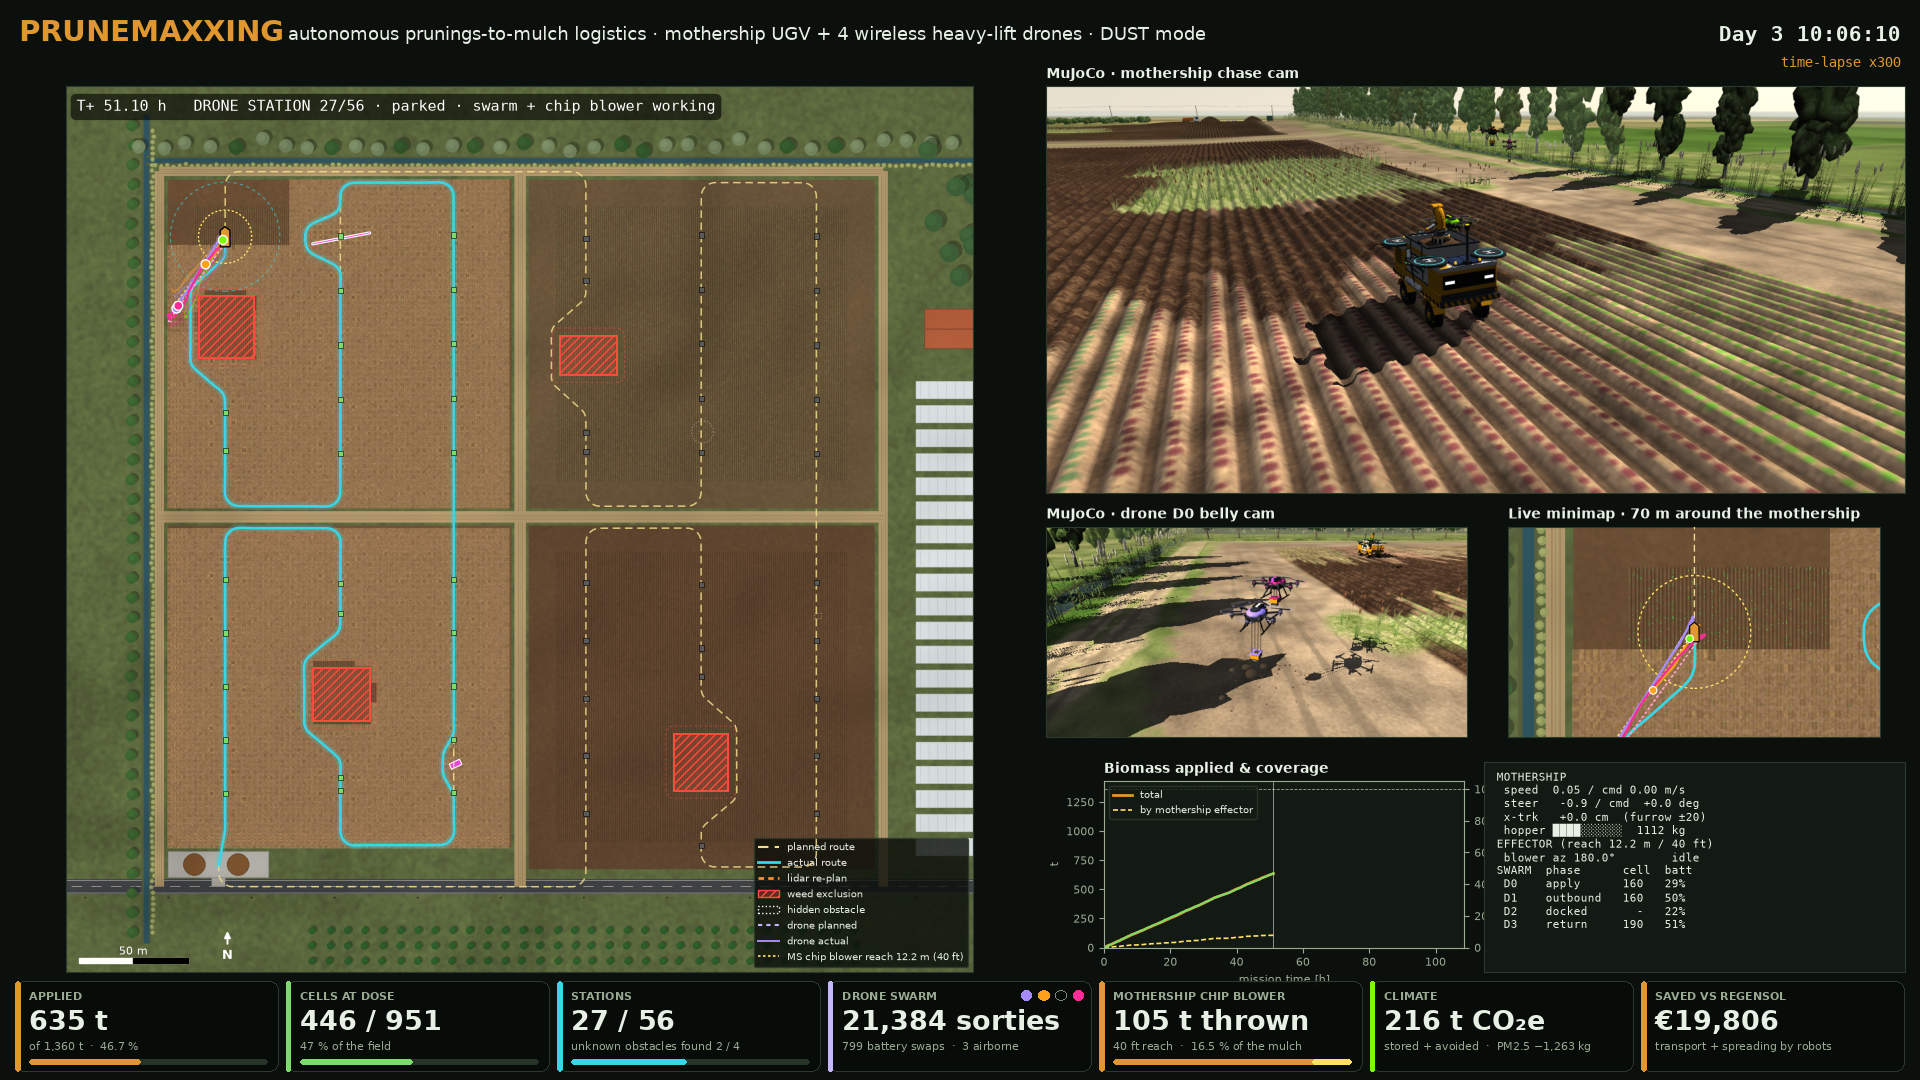 PRUNEMAXXING autonomous prunings-to-mulch logistics · mothership UGV + 4 wireless heavy-lift drones · DUST mode
Day 3 10:06:10
time-lapse x300
T+ 51.10 h   DRONE STATION 27/56 · parked · swarm + chip blower working
50 m
N
planned route
actual route
lidar re-plan
weed exclusion
hidden obstacle
drone planned
drone actual
MS chip blower reach 12.2 m (40 ft)
MuJoCo · mothership chase cam
MuJoCo · drone D0 belly cam
Live minimap · 70 m around the mothership
Biomass applied & coverage
total
by mothership effector
1250
1000
750
500
250
0
t
0 20 40 60 80 100
mission time [h]
MOTHERSHIP
speed 0.05 / cmd 0.00 m/s
steer -0.9 / cmd +0.0 deg
x-trk +0.0 cm (furrow ±20)
hopper 1112 kg
EFFECTOR (reach 12.2 m / 40 ft)
blower az 180.0° idle
SWARM phase cell batt
D0 apply 160 29%
D1 outbound 160 50%
D2 docked - 22%
D3 return 190 51%
APPLIED
635 t
of 1,360 t · 46.7 %
CELLS AT DOSE
446 / 951
47 % of the field
STATIONS
27 / 56
unknown obstacles found 2 / 4
DRONE SWARM
21,384 sorties
799 battery swaps · 3 airborne
MOTHERSHIP CHIP BLOWER
105 t thrown
40 ft reach · 16.5 % of the mulch
CLIMATE
216 t CO₂e
stored + avoided · PM2.5 −1,263 kg
SAVED VS REGENSOL
€19,806
transport + spreading by robots